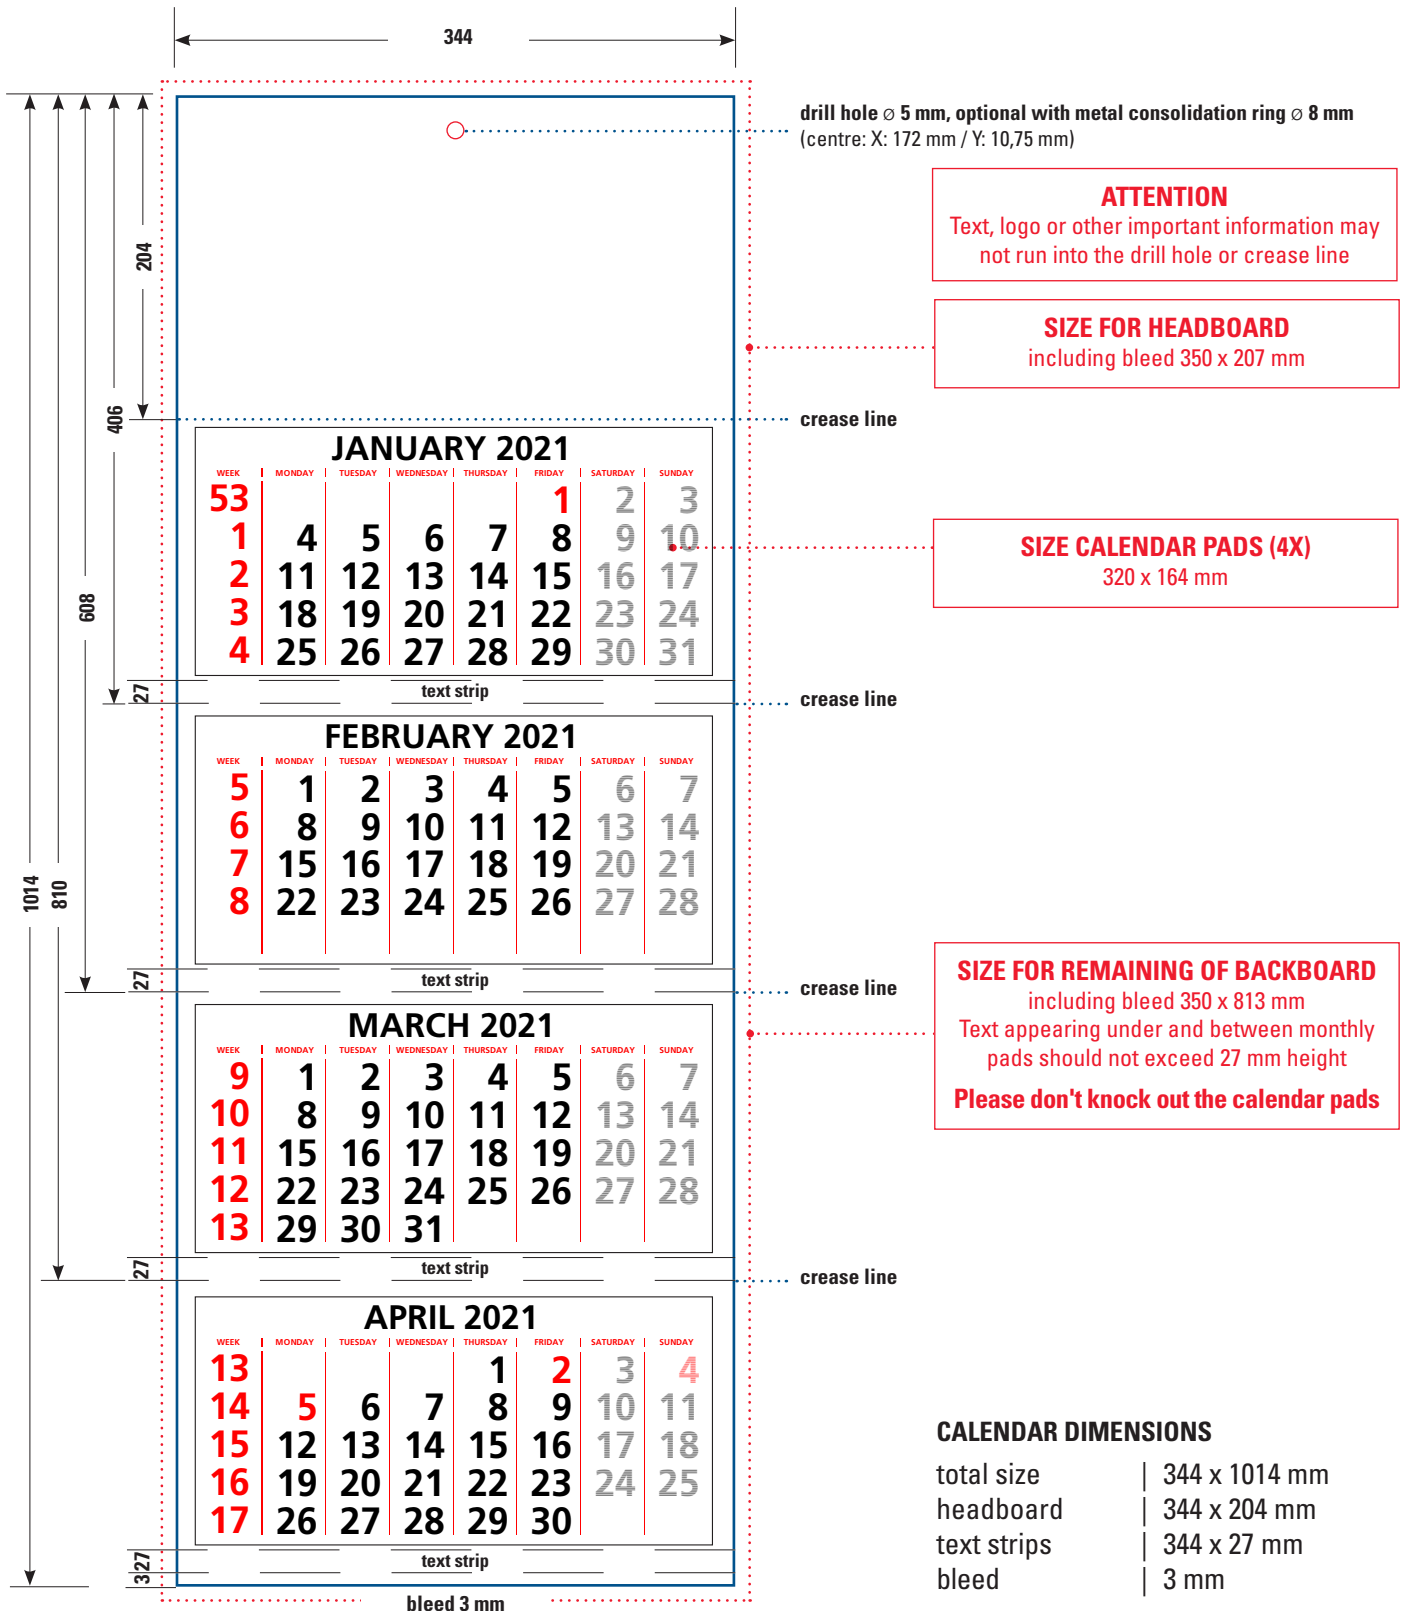 344
drill hole ø 5 mm, optional with metal consolidation ring ø 8 mm
(centre: X: 172 mm / Y: 10,75 mm)
ATTENTION
Text, logo or other important information may
not run into the drill hole or crease line
204
SIZE FOR HEADBOARD
including bleed 350 x 207 mm
406
crease line
JANUARY 2021
WEEK MONDAY TUESDAY WEDNESDAY THURSDAY FRIDAY SATURDAY SUNDAY
53 1 2 3
1 4 5 6 7 8 9 10
2 11 12 13 14 15 16 17
3 18 19 20 21 22 23 24
4 25 26 27 28 29 30 31
SIZE CALENDAR PADS (4X)
320 x 164 mm
608
27
text strip
crease line
FEBRUARY 2021
WEEK MONDAY TUESDAY WEDNESDAY THURSDAY FRIDAY SATURDAY SUNDAY
5 1 2 3 4 5 6 7
6 8 9 10 11 12 13 14
7 15 16 17 18 19 20 21
8 22 23 24 25 26 27 28
1014
810
27
text strip
crease line
SIZE FOR REMAINING OF BACKBOARD
including bleed 350 x 813 mm
Text appearing under and between monthly
pads should not exceed 27 mm height
Please don't knock out the calendar pads
MARCH 2021
WEEK MONDAY TUESDAY WEDNESDAY THURSDAY FRIDAY SATURDAY SUNDAY
9 1 2 3 4 5 6 7
10 8 9 10 11 12 13 14
11 15 16 17 18 19 20 21
12 22 23 24 25 26 27 28
13 29 30 31
27
text strip
crease line
APRIL 2021
WEEK MONDAY TUESDAY WEDNESDAY THURSDAY FRIDAY SATURDAY SUNDAY
13 1 2 3 4
14 5 6 7 8 9 10 11
15 12 13 14 15 16 17 18
16 19 20 21 22 23 24 25
17 26 27 28 29 30
27
text strip
3
bleed 3 mm
CALENDAR DIMENSIONS
total size | 344 x 1014 mm
headboard | 344 x 204 mm
text strips | 344 x 27 mm
bleed | 3 mm